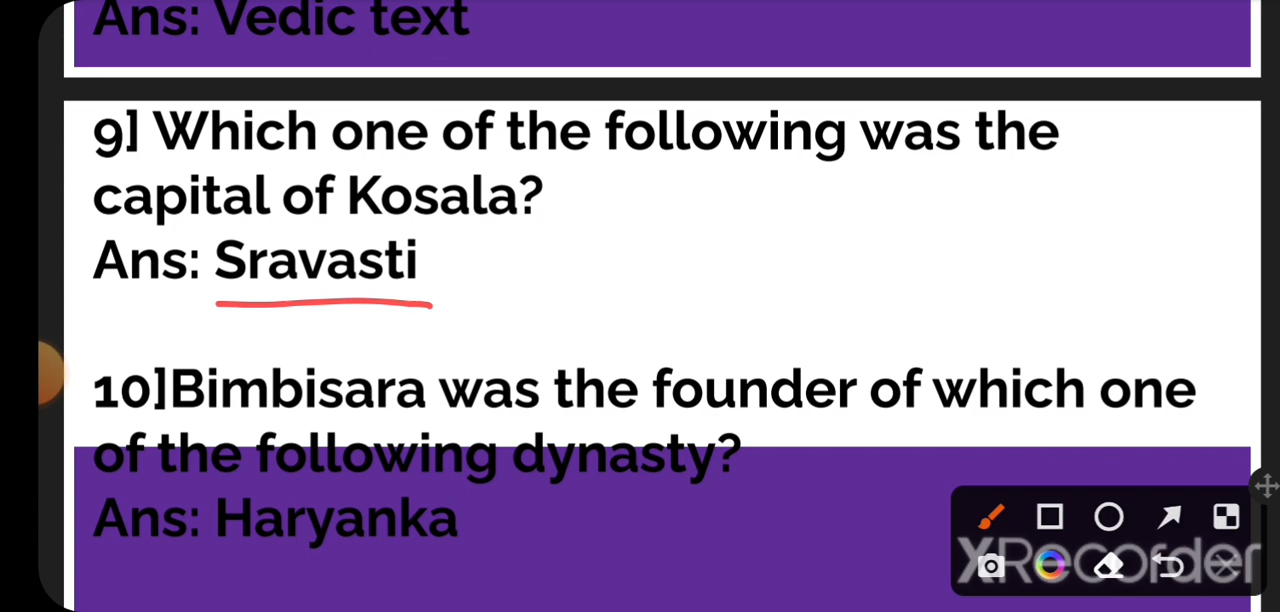 Ans: Vedic text
9] Which one of the following was the
capital of Kosala?
Ans: Sravasti
10]Bimbisara was the founder of which one
of the following dynasty?
Ans: Haryanka
XRecorder